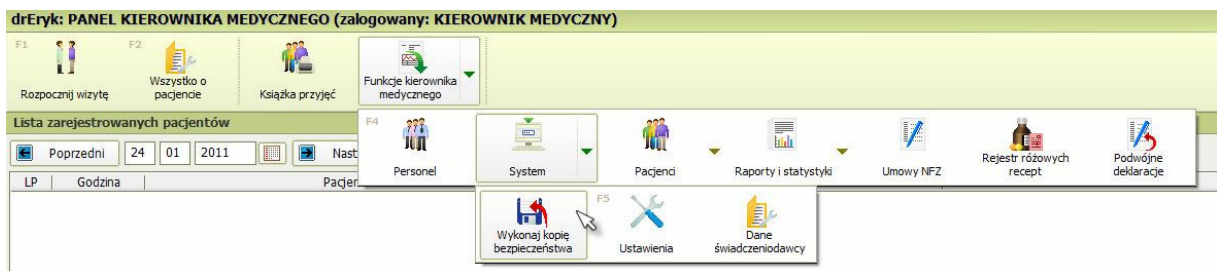 drEryk: PANEL KIEROWNIKA MEDYCZNEGO (zalogowany: KIEROWNIK MEDYCZNY)
F1
F2
Rozpocznij wizytę
Wszystko o
pacjencie
Książka przyjęć
Funkcje kierownika
medycznego
Lista zarejestrowanych pacjentów
Poprzedni 24 01 2011 Nast
LP Godzina Pacjen
F4
Personel
System
Pacjenci
Raporty i statystyki
Umowy NFZ
Rejestr różowych
recept
Podwójne
deklaracje
Wykonaj kopię
bezpieczeństwa
F5
Ustawienia
Dane
świadczeniodawcy